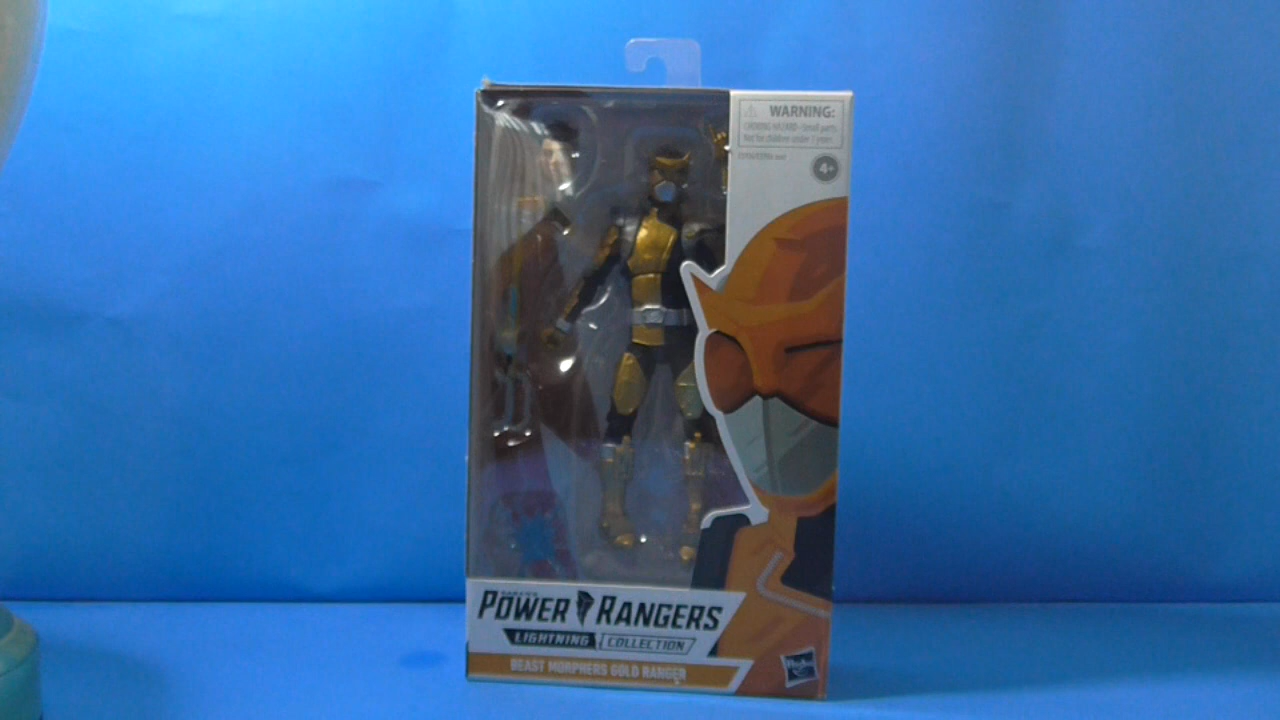 WARNING:
CHOKING HAZARD - Small parts.
Not for children under 3 years.
4+
POWER RANGERS
LIGHTNING COLLECTION
BEAST MORPHERS GOLD RANGER
Hasbro